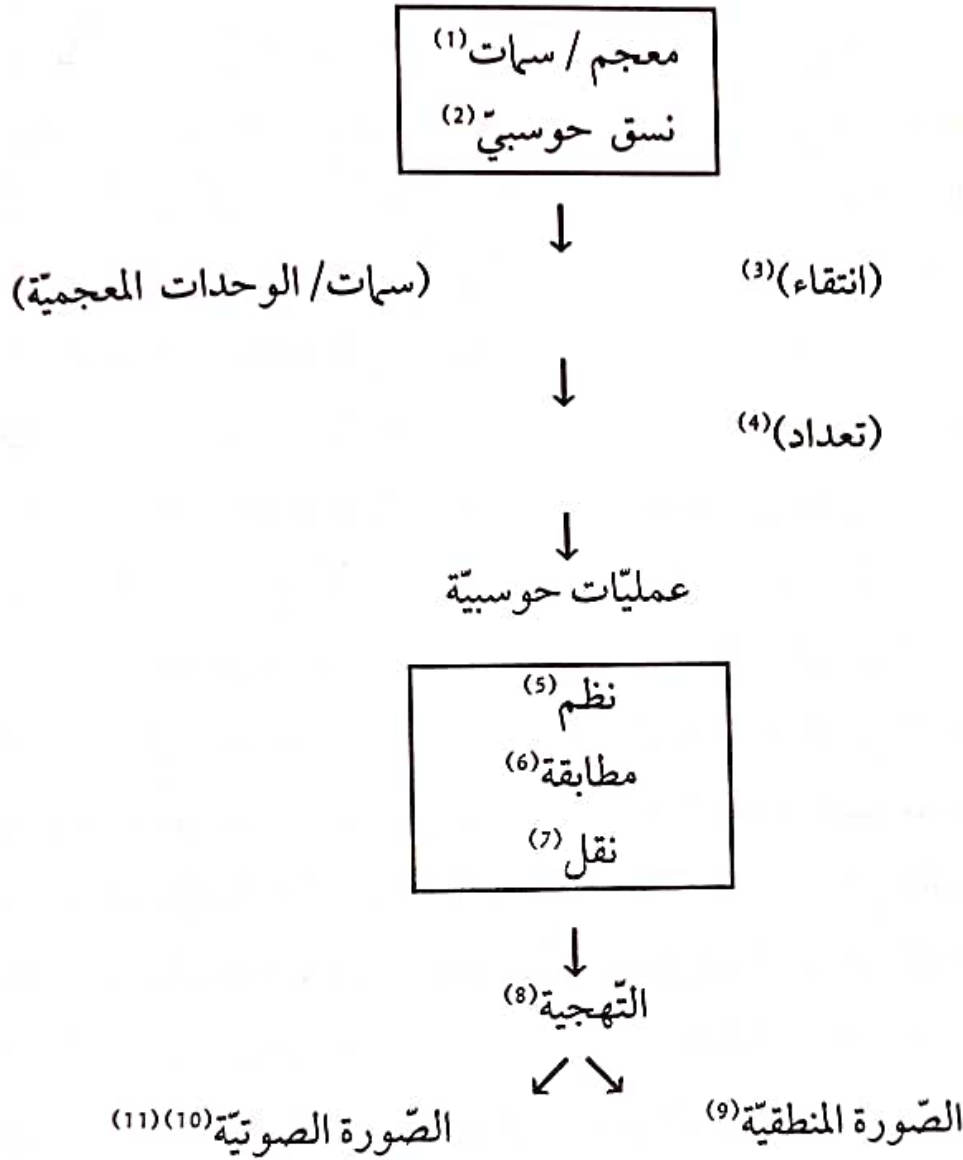 معجم / سمات(1)
نسق حوسبيّ(2)
↓
(انتقاء)(3) (سمات/ الوحدات المعجميّة)
↓
(تعداد)(4)
↓
عمليّات حوسبيّة
نظم(5)
مطابقة(6)
نقل(7)
↓
التّهجية(8)
↙ ↘
الصّورة المنطقيّة(9) الصّورة الصوتيّة(10)(11)